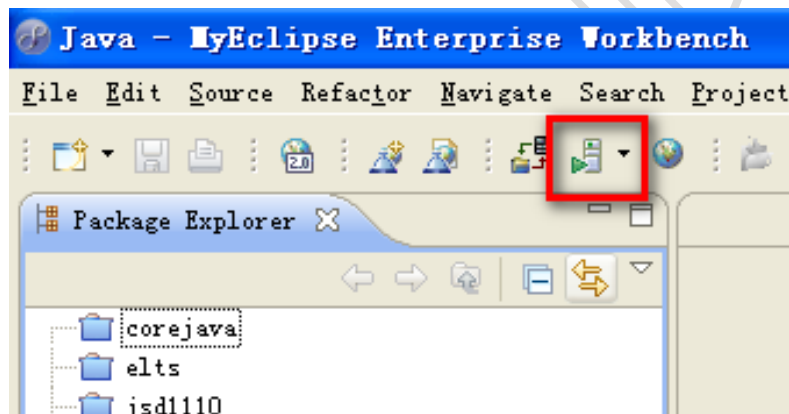 Java - MyEclipse Enterprise Workbench
File Edit Source Refactor Navigate Search Project
2.0
Package Explorer
corejava
elts
jsd1110